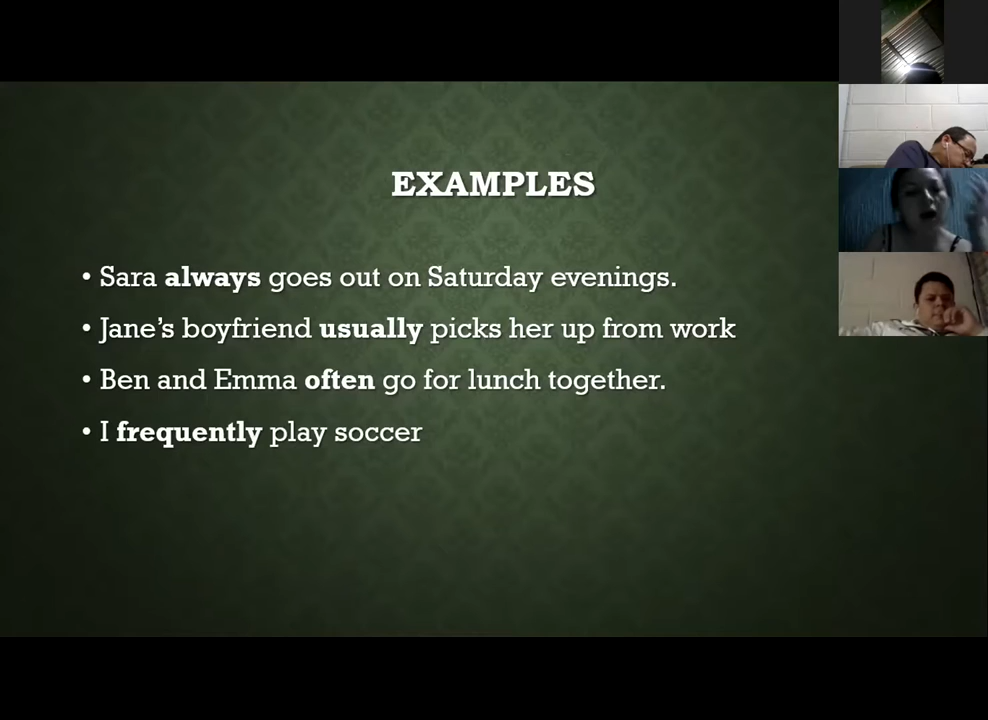 EXAMPLES
• Sara always goes out on Saturday evenings.
• Jane's boyfriend usually picks her up from work
• Ben and Emma often go for lunch together.
• I frequently play soccer